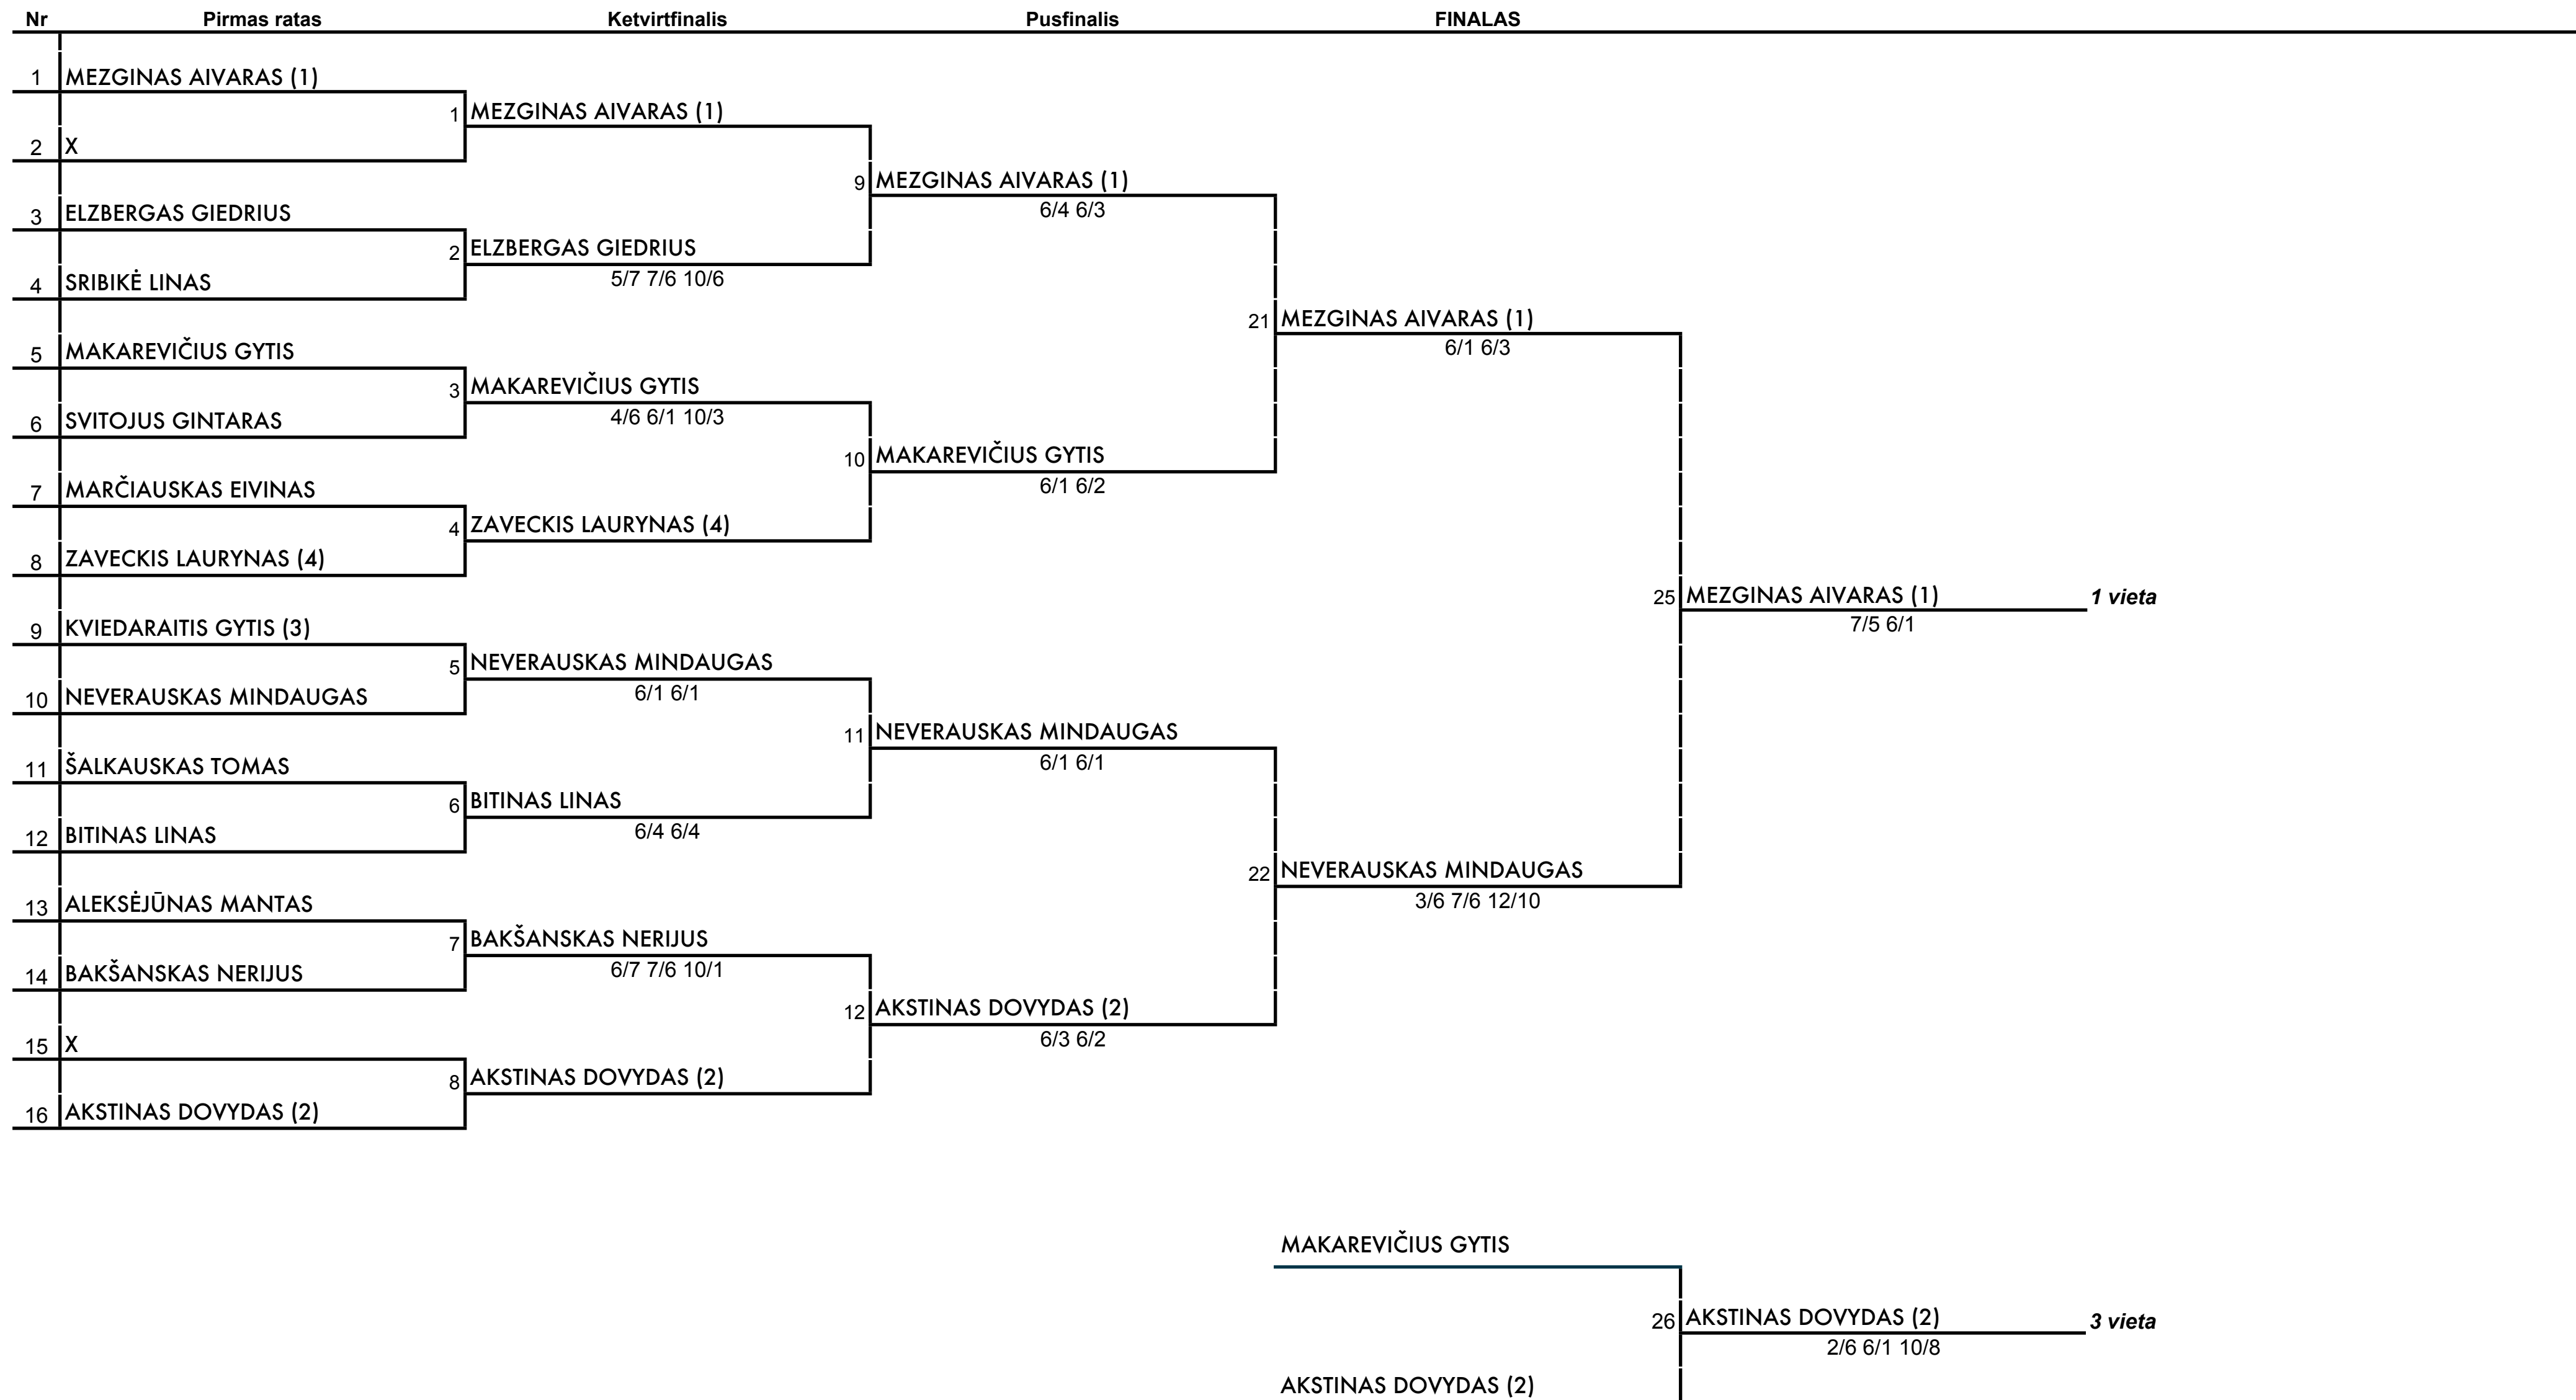 Nr Pirmas ratas Ketvirtfinalis Pusfinalis FINALAS
1 MEZGINAS AIVARAS (1)
1 MEZGINAS AIVARAS (1)
2 X
9 MEZGINAS AIVARAS (1)
6/4 6/3
3 ELZBERGAS GIEDRIUS
2 ELZBERGAS GIEDRIUS
5/7 7/6 10/6
4 SRIBIKĖ LINAS
21 MEZGINAS AIVARAS (1)
6/1 6/3
5 MAKAREVIČIUS GYTIS
3 MAKAREVIČIUS GYTIS
4/6 6/1 10/3
6 SVITOJUS GINTARAS
10 MAKAREVIČIUS GYTIS
6/1 6/2
7 MARČIAUSKAS EIVINAS
4 ZAVECKIS LAURYNAS (4)
8 ZAVECKIS LAURYNAS (4)
25 MEZGINAS AIVARAS (1) 1 vieta
7/5 6/1
9 KVIEDARAITIS GYTIS (3)
5 NEVERAUSKAS MINDAUGAS
6/1 6/1
10 NEVERAUSKAS MINDAUGAS
11 NEVERAUSKAS MINDAUGAS
6/1 6/1
11 ŠALKAUSKAS TOMAS
6 BITINAS LINAS
6/4 6/4
12 BITINAS LINAS
22 NEVERAUSKAS MINDAUGAS
3/6 7/6 12/10
13 ALEKSĖJŪNAS MANTAS
7 BAKŠANSKAS NERIJUS
6/7 7/6 10/1
14 BAKŠANSKAS NERIJUS
12 AKSTINAS DOVYDAS (2)
6/3 6/2
15 X
8 AKSTINAS DOVYDAS (2)
16 AKSTINAS DOVYDAS (2)
MAKAREVIČIUS GYTIS
26 AKSTINAS DOVYDAS (2) 3 vieta
2/6 6/1 10/8
AKSTINAS DOVYDAS (2)